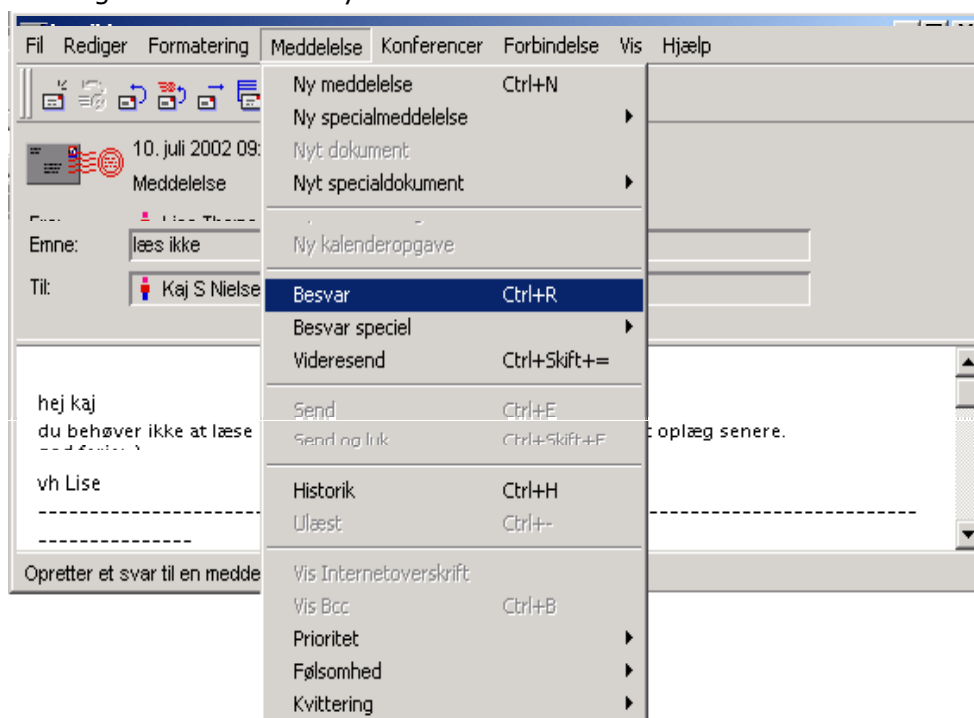 Fil Rediger Formatering Meddelelse Konferencer Forbindelse Vis Hjælp
Ny meddelelse Ctrl+N
Ny specialmeddelelse
Nyt dokument
Nyt specialdokument
Ny kalenderopgave
Besvar Ctrl+R
Besvar speciel
Videresend Ctrl+Skift+=
Send Ctrl+E
Send og luk Ctrl+Skift+E
Historik Ctrl+H
Ulæst Ctrl+-
Vis Internetoverskrift
Vis Bcc Ctrl+B
Prioritet
Følsomhed
Kvittering
10. juli 2002 09:
Meddelelse
Emne: læs ikke
Til: Kaj S Nielse
hej kaj
du behøver ikke at læse
oplæg senere.
vh Lise
--------------------------------------------------------------------
---------------
Opretter et svar til en medde